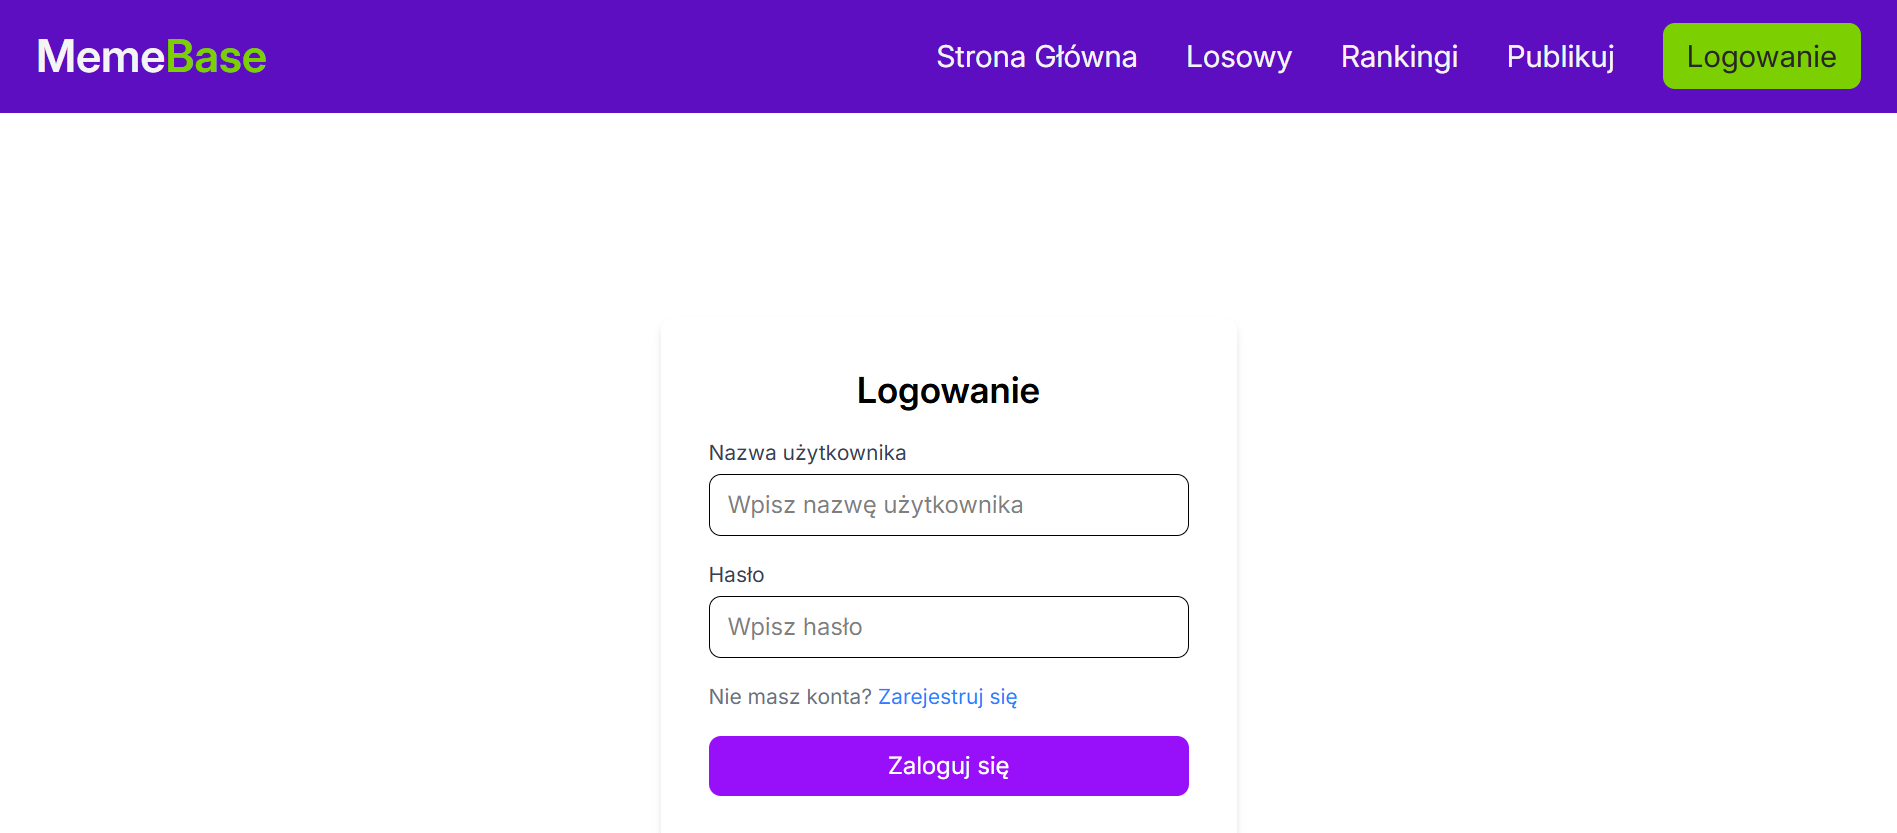 MemeBase
Strona Główna
Losowy
Rankingi
Publikuj
Logowanie
Logowanie
Nazwa użytkownika
Wpisz nazwę użytkownika
Hasło
Wpisz hasło
Nie masz konta? Zarejestruj się
Zaloguj się